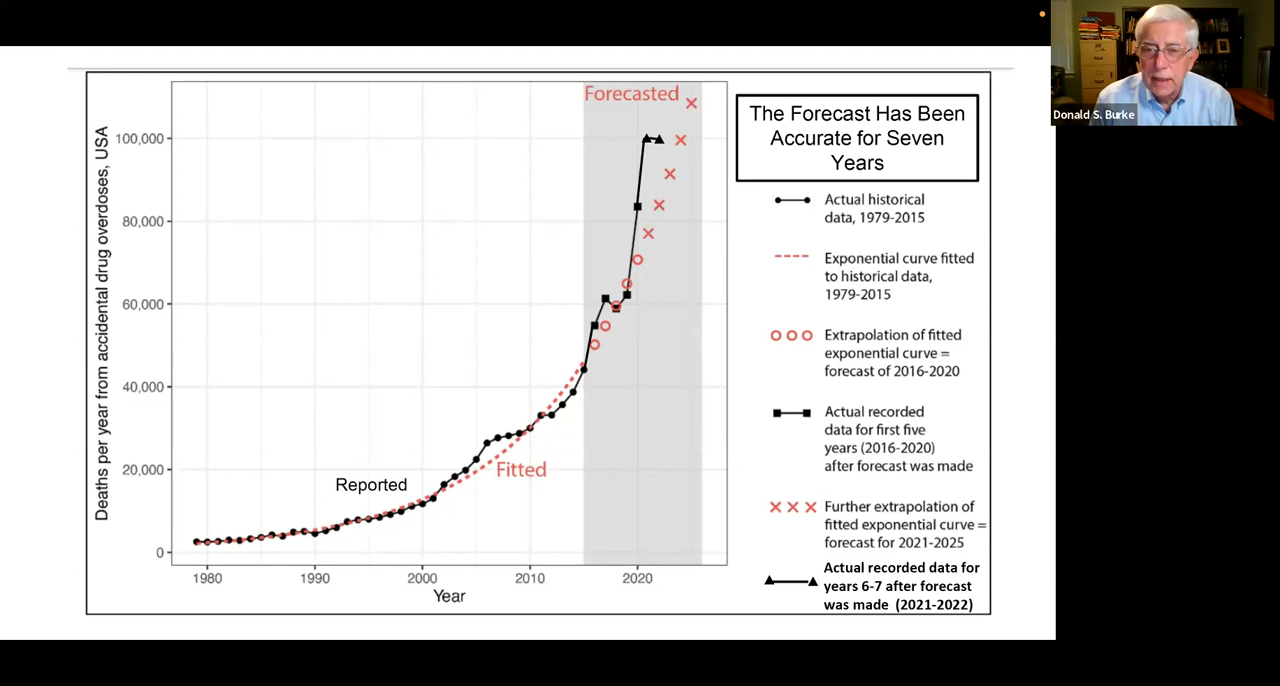 Donald S. Burke
Deaths per year from accidental drug overdoses, USA
100,000
80,000
60,000
40,000
20,000
0
1980
1990
2000
2010
2020
Year
Forecasted
Reported
Fitted
The Forecast Has Been
Accurate for Seven
Years
Actual historical
data, 1979-2015
Exponential curve fitted
to historical data,
1979-2015
Extrapolation of fitted
exponential curve =
forecast of 2016-2020
Actual recorded
data for first five
years (2016-2020)
after forecast was made
Further extrapolation of
fitted exponential curve =
forecast for 2021-2025
Actual recorded data for
years 6-7 after forecast
was made (2021-2022)